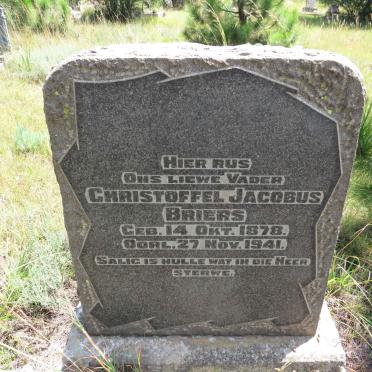 HIER RUS
ONS LIEWE VADER
CHRISTOFFEL JACOBUS
BRIERS
GEB. 14 OKT. 1878.
OORL. 27 NOV. 1941.
SALIG IS HULLE WAT IN DIE HEER
STERWE.